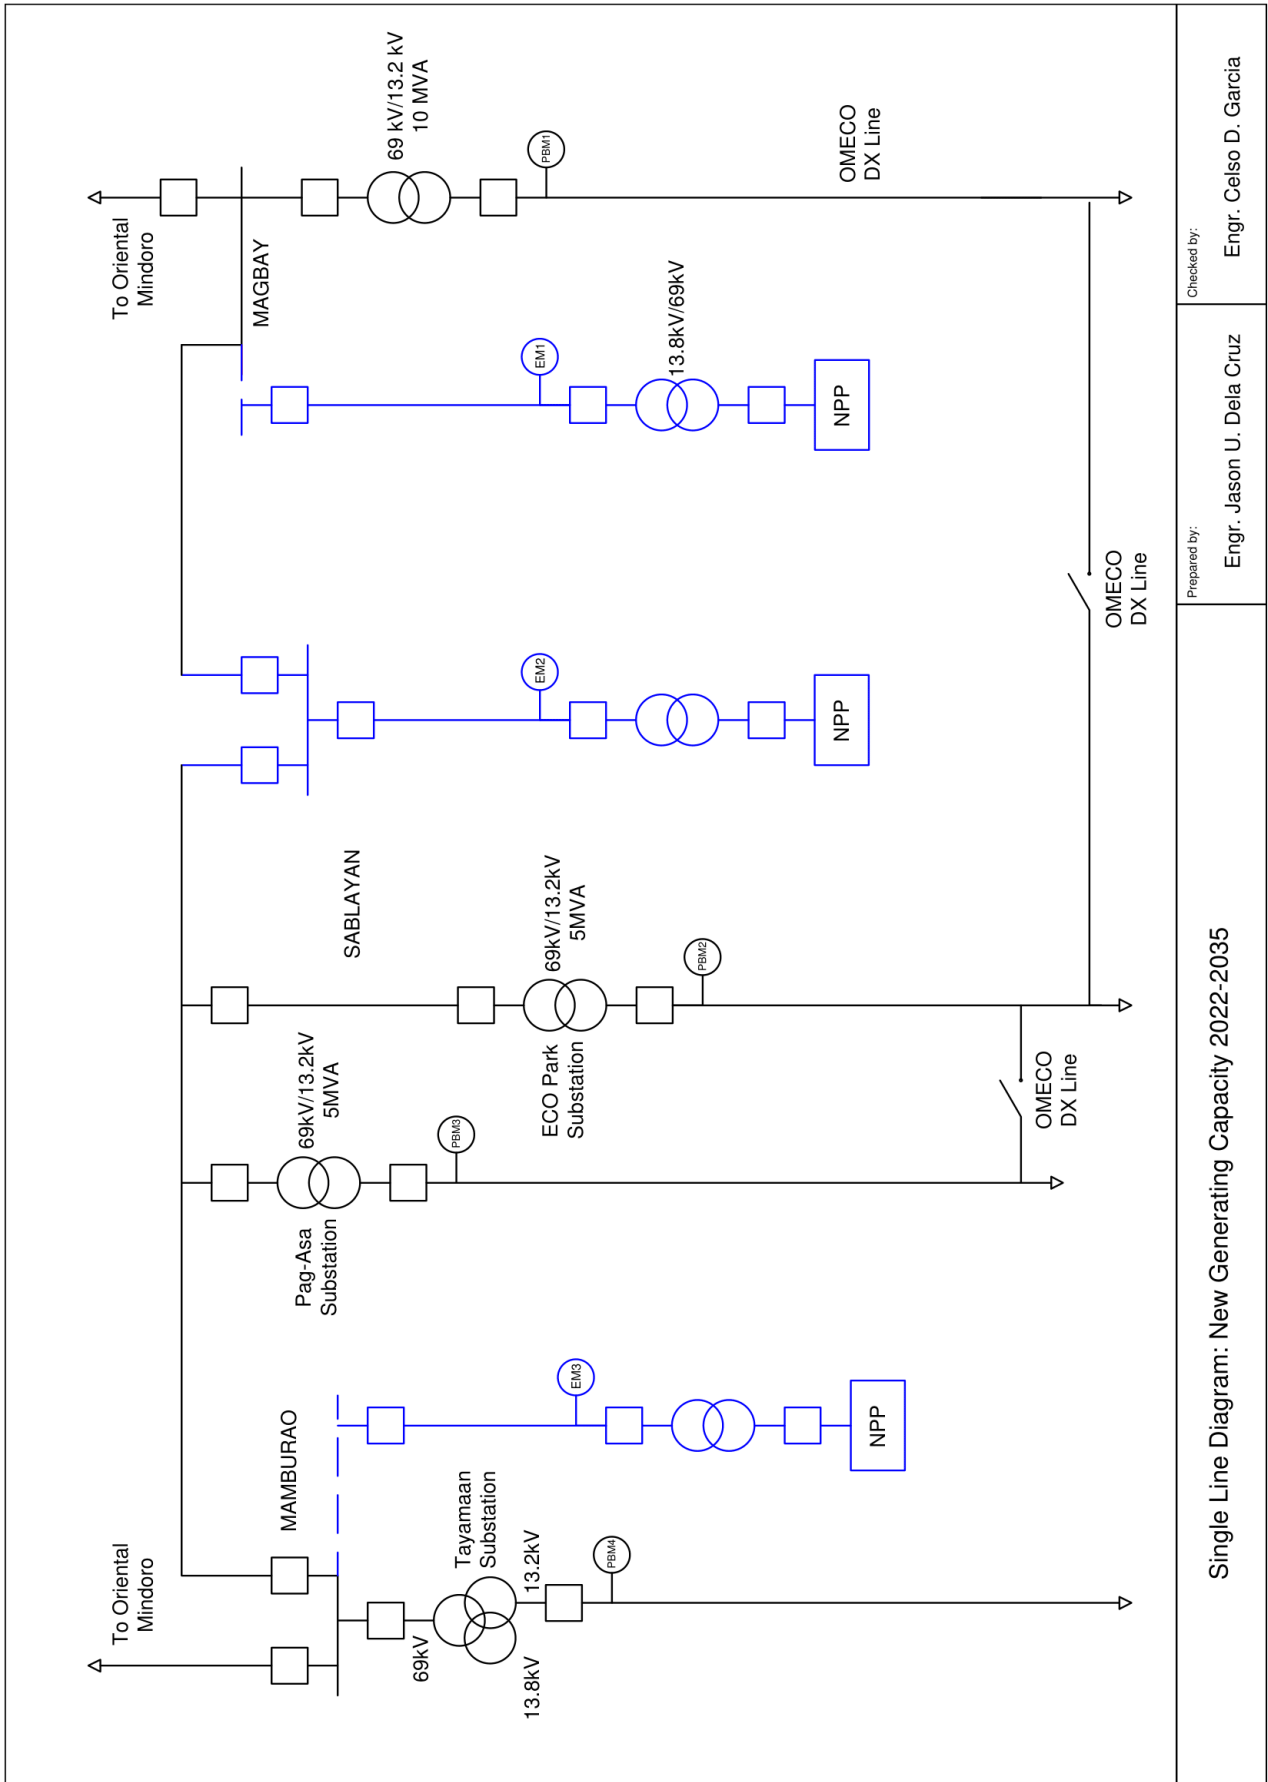 To Oriental
Mindoro
MAMBURAO
69kV
Tayamaan
Substation
13.8kV
13.2kV
PBM4
EM3
NPP
Pag-Asa
Substation
69kV/13.2kV
5MVA
PBM3
SABLAYAN
ECO Park
Substation
69kV/13.2kV
5MVA
PBM2
OMECO
DX Line
EM2
NPP
OMECO
DX Line
To Oriental
Mindoro
MAGBAY
EM1
13.8kV/69kV
NPP
69 kV/13.2 kV
10 MVA
PBM1
OMECO
DX Line
Single Line Diagram: New Generating Capacity 2022-2035
Prepared by:
Engr. Jason U. Dela Cruz
Checked by:
Engr. Celso D. Garcia